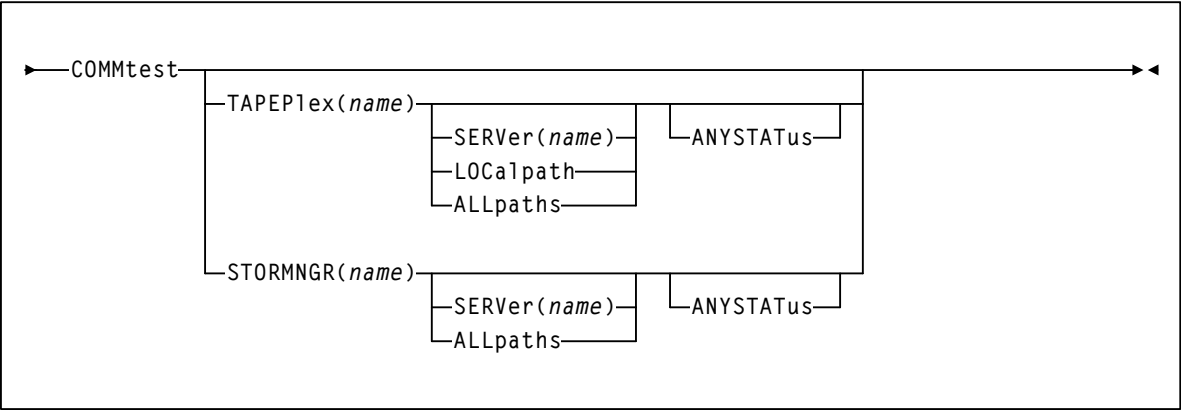 COMMtest
TAPEPlex(name)
SERVer(name)
ANYSTATus
LOCalpath
ALLpaths
STORMNGR(name)
SERVer(name)
ANYSTATus
ALLpaths